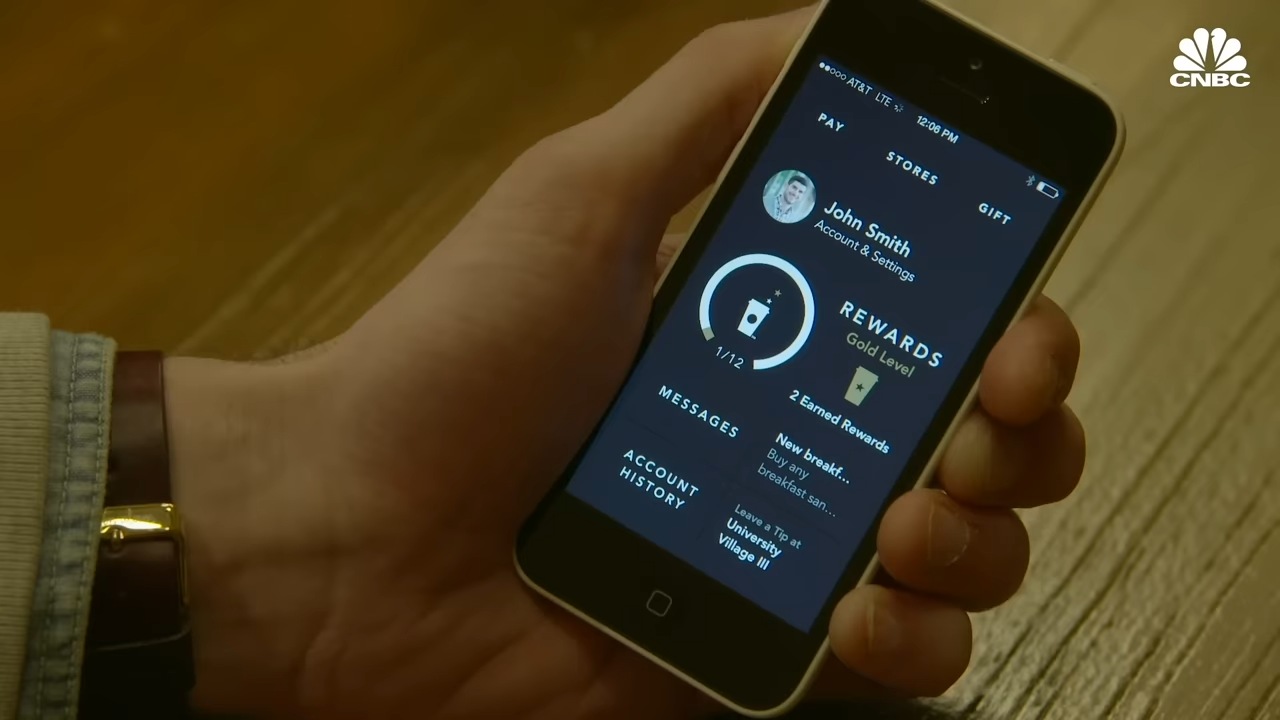 CNBC
●●○○○ AT&T LTE 12:06 PM
PAY
STORES
GIFT
John Smith
Account & Settings
1/12
REWARDS
Gold Level
2 Earned Rewards
MESSAGES
New breakf...
Buy any
breakfast san...
ACCOUNT
HISTORY
Leave a Tip at
University
Village III